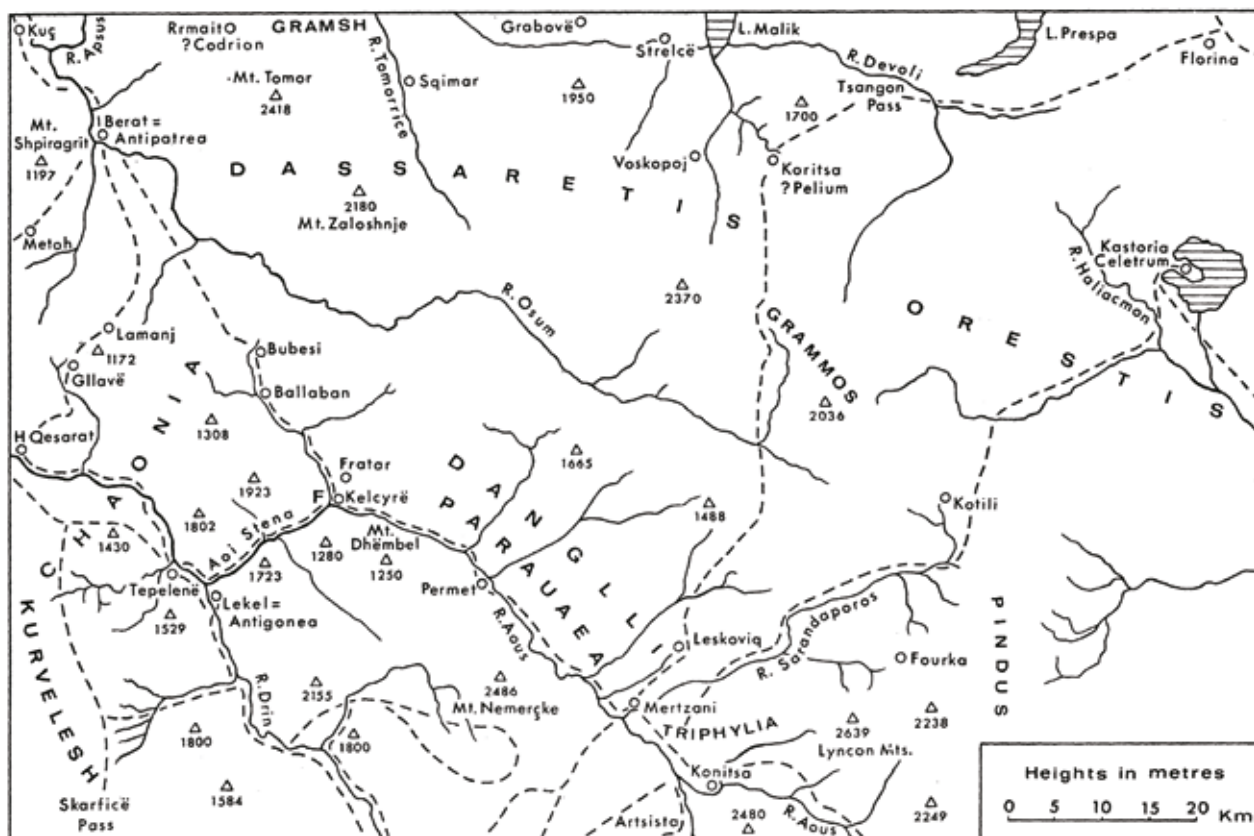 Kuç
R. Apsus
Rrmait
? Codrion
GRAMSH
Grabovë
Strelcë
L. Malik
L. Prespa
Florina
R. Tomorrice
Sqimar
Mt. Tomor
2418
1950
R. Devoli
Tsangon
Pass
1700
Mt.
Shpiragrit
1197
Berat =
Antipatrea
DASSARETIS
Voskopoj
Koritsa
? Pelium
2180
Mt. Zaloshnje
Metoh
Kastoria
Celetrum
R. Haliacmon
2370
R. Osum
ORESTIS
GRAMMOS
2036
Lamanj
1172
Gllavë
Bubesi
Ballaban
CHAONIA
1308
H Qesarat
1923
Fratar
F
Kelcyrë
1665
DANGLLI
PARAUAEA
1488
Kotili
1802
1430
Aoi Stena
1280
Mt.
Dhëmbel
1250
1723
Tepelenë
Lekel =
Antigonea
1529
Permet
R. Aous
Leskoviq
R. Sarandaporos
Fourka
PINDUS
KURVELESH
R. Drin
2155
2486
Mt. Nemerçke
Mertzani
TRIPHYLIA
2639
2238
Lyncon Mts.
1800
1800
1584
Skarficë
Pass
Konitsa
Artsista
2480
R. Aous
2249
Heights in metres
0 5 10 15 20 Km